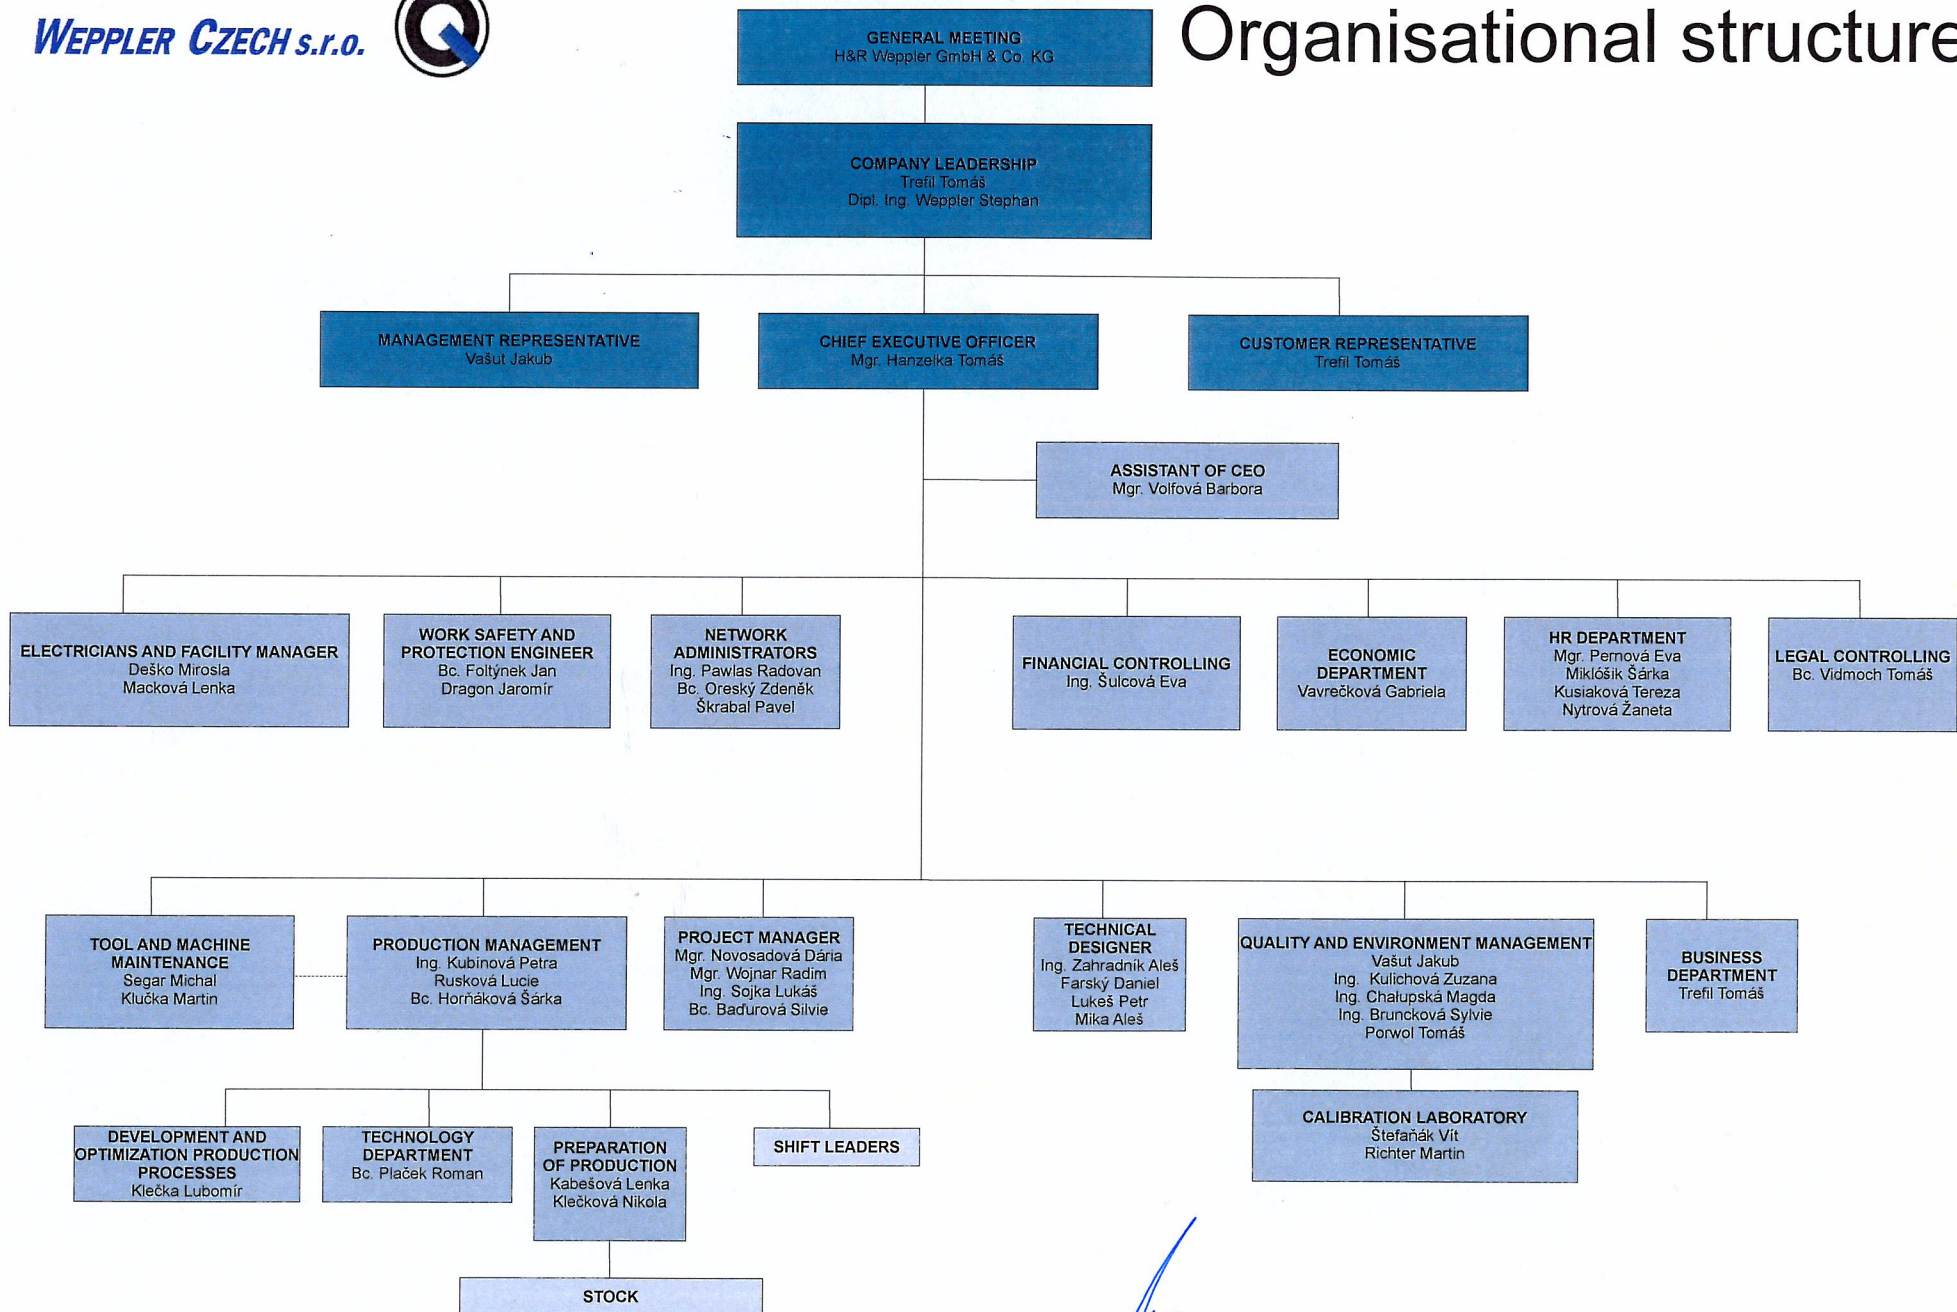 WEPPLER CZECH s.r.o.
Organisational structure
GENERAL MEETING
H&R Weppler GmbH & Co. KG
COMPANY LEADERSHIP
Trefil Tomáš
Dipl. Ing. Weppler Stephan
MANAGEMENT REPRESENTATIVE
Vašut Jakub
CHIEF EXECUTIVE OFFICER
Mgr. Hanzelka Tomáš
CUSTOMER REPRESENTATIVE
Trefil Tomáš
ASSISTANT OF CEO
Mgr. Volfová Barbora
ELECTRICIANS AND FACILITY MANAGER
Deško Mirosla
Macková Lenka
WORK SAFETY AND
PROTECTION ENGINEER
Bc. Foltýnek Jan
Dragon Jaromír
NETWORK
ADMINISTRATORS
Ing. Pawlas Radovan
Bc. Oreský Zdeněk
Škrabal Pavel
FINANCIAL CONTROLLING
Ing. Šulcová Eva
ECONOMIC
DEPARTMENT
Vavrečková Gabriela
HR DEPARTMENT
Mgr. Pernová Eva
Miklóšik Šárka
Kusiaková Tereza
Nytrová Žaneta
LEGAL CONTROLLING
Bc. Vidmoch Tomáš
TOOL AND MACHINE
MAINTENANCE
Segar Michal
Klučka Martin
PRODUCTION MANAGEMENT
Ing. Kubinová Petra
Rusková Lucie
Bc. Horňáková Šárka
PROJECT MANAGER
Mgr. Novosadová Dária
Mgr. Wojnar Radim
Ing. Sojka Lukáš
Bc. Baďurová Silvie
TECHNICAL
DESIGNER
Ing. Zahradník Aleš
Farský Daniel
Lukeš Petr
Mika Aleš
QUALITY AND ENVIRONMENT MANAGEMENT
Vašut Jakub
Ing. Kulichová Zuzana
Ing. Chałupská Magda
Ing. Bruncková Sylvie
Porwol Tomáš
BUSINESS
DEPARTMENT
Trefil Tomáš
DEVELOPMENT AND
OPTIMIZATION PRODUCTION
PROCESSES
Klečka Lubomír
TECHNOLOGY
DEPARTMENT
Bc. Plaček Roman
PREPARATION
OF PRODUCTION
Kabešová Lenka
Klečková Nikola
SHIFT LEADERS
CALIBRATION LABORATORY
Štefaňák Vít
Richter Martin
STOCK